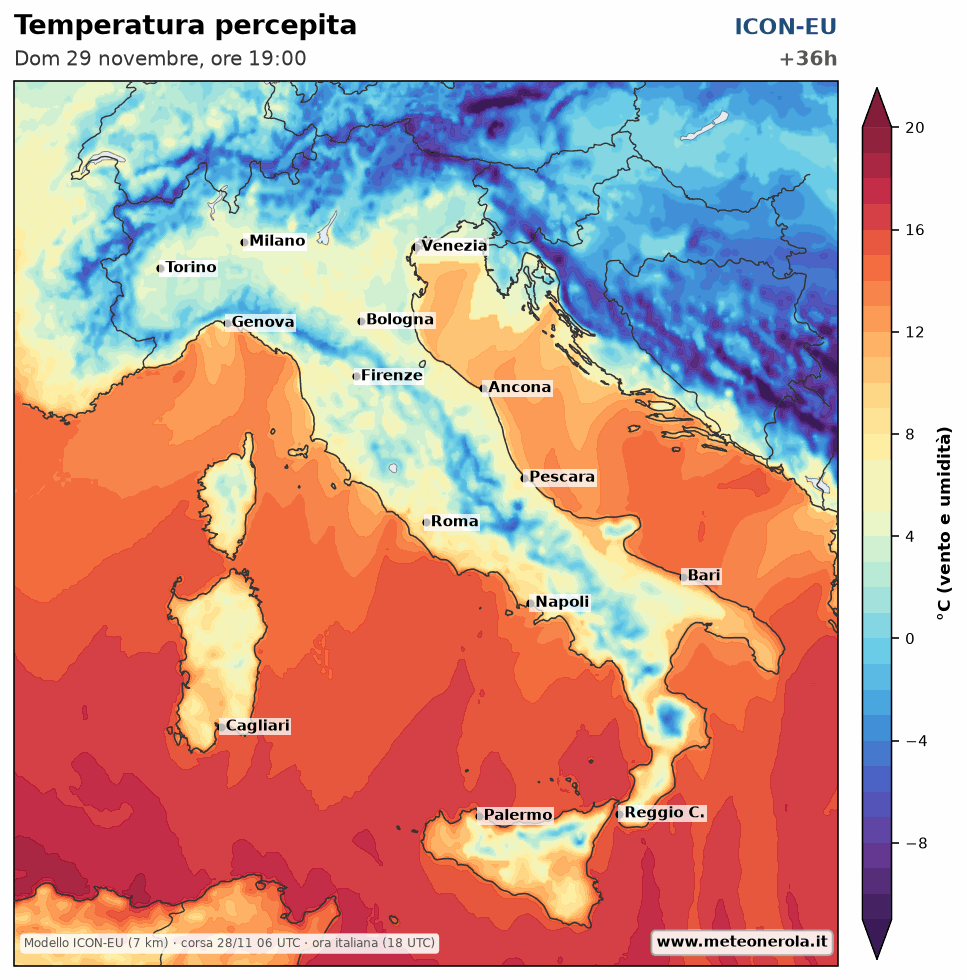 Temperatura percepita
ICON-EU
Dom 29 novembre, ore 19:00
+36h
Milano
Venezia
Torino
Genova
Bologna
Firenze
Ancona
Pescara
Roma
Bari
Napoli
Cagliari
Palermo
Reggio C.
20
16
12
8
4
0
−4
−8
°C (vento e umidità)
Modello ICON-EU (7 km) · corsa 28/11 06 UTC · ora italiana (18 UTC)
www.meteonerola.it